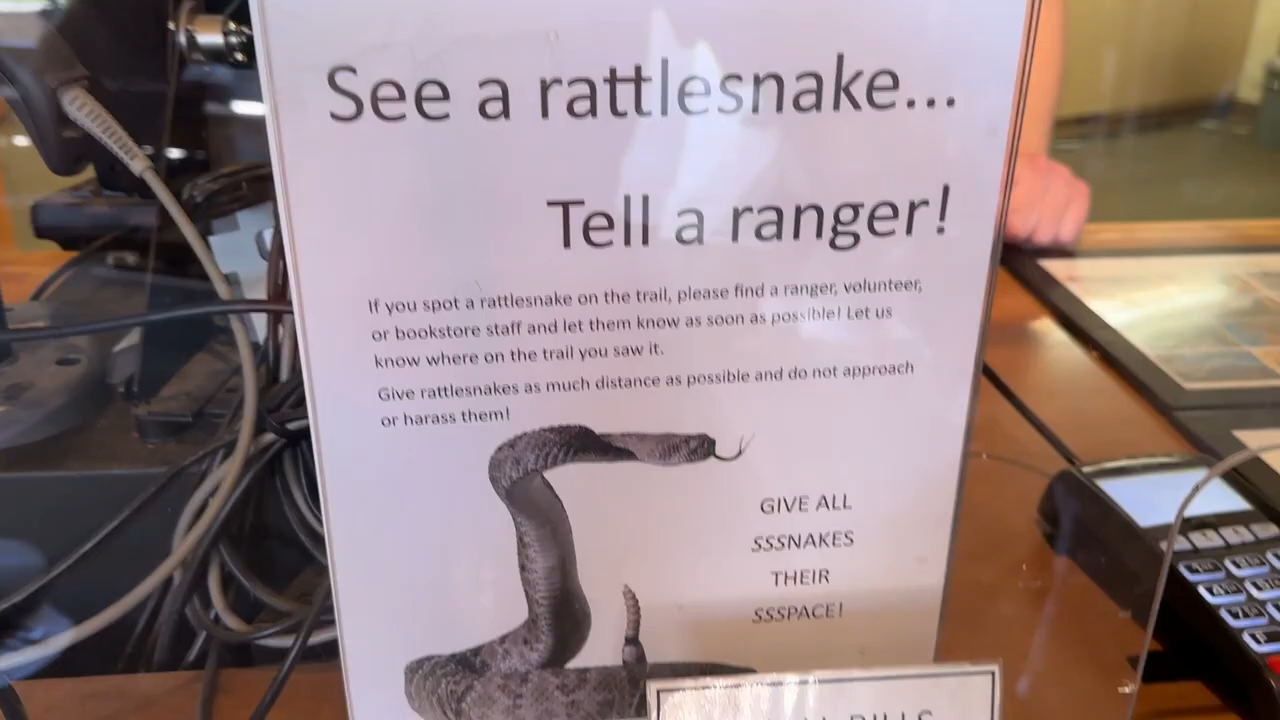 See a rattlesnake...
Tell a ranger!
If you spot a rattlesnake on the trail, please find a ranger, volunteer,
or bookstore staff and let them know as soon as possible! Let us
know where on the trail you saw it.
Give rattlesnakes as much distance as possible and do not approach
or harass them!
GIVE ALL
SSSNAKES
THEIR
SSSPACE!